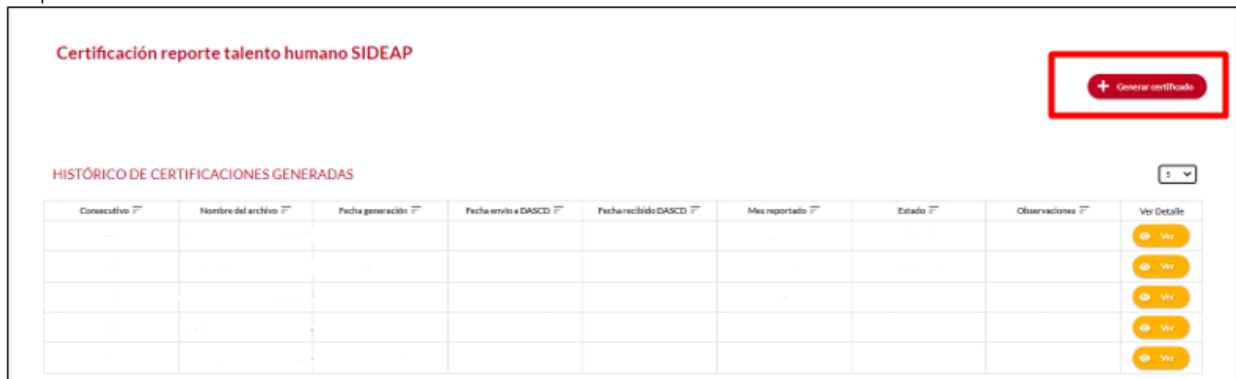 Certificación reporte talento humano SIDEAP
+ Generar certificado
HISTÓRICO DE CERTIFICACIONES GENERADAS
5
Consecutivo Nombre del archivo Fecha generación Fecha envio a DASCD Fecha recibido DASCD Mes reportado Estado Observaciones Ver Detalle
Ver
Ver
Ver
Ver
Ver